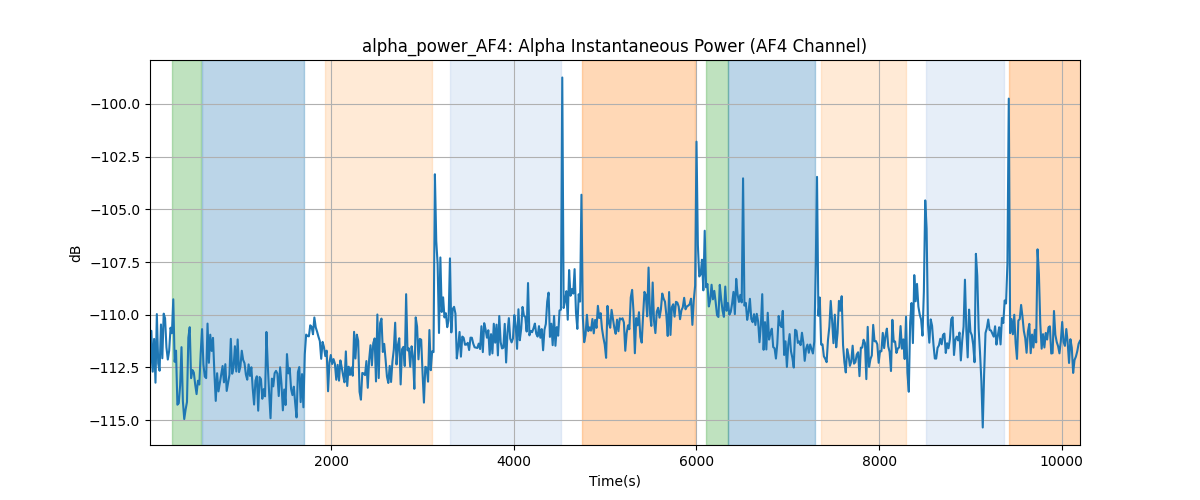 alpha_power_AF4: Alpha Instantaneous Power (AF4 Channel)
−100.0
−102.5
−105.0
−107.5
−110.0
−112.5
−115.0
dB
2000 4000 6000 8000 10000
Time(s)